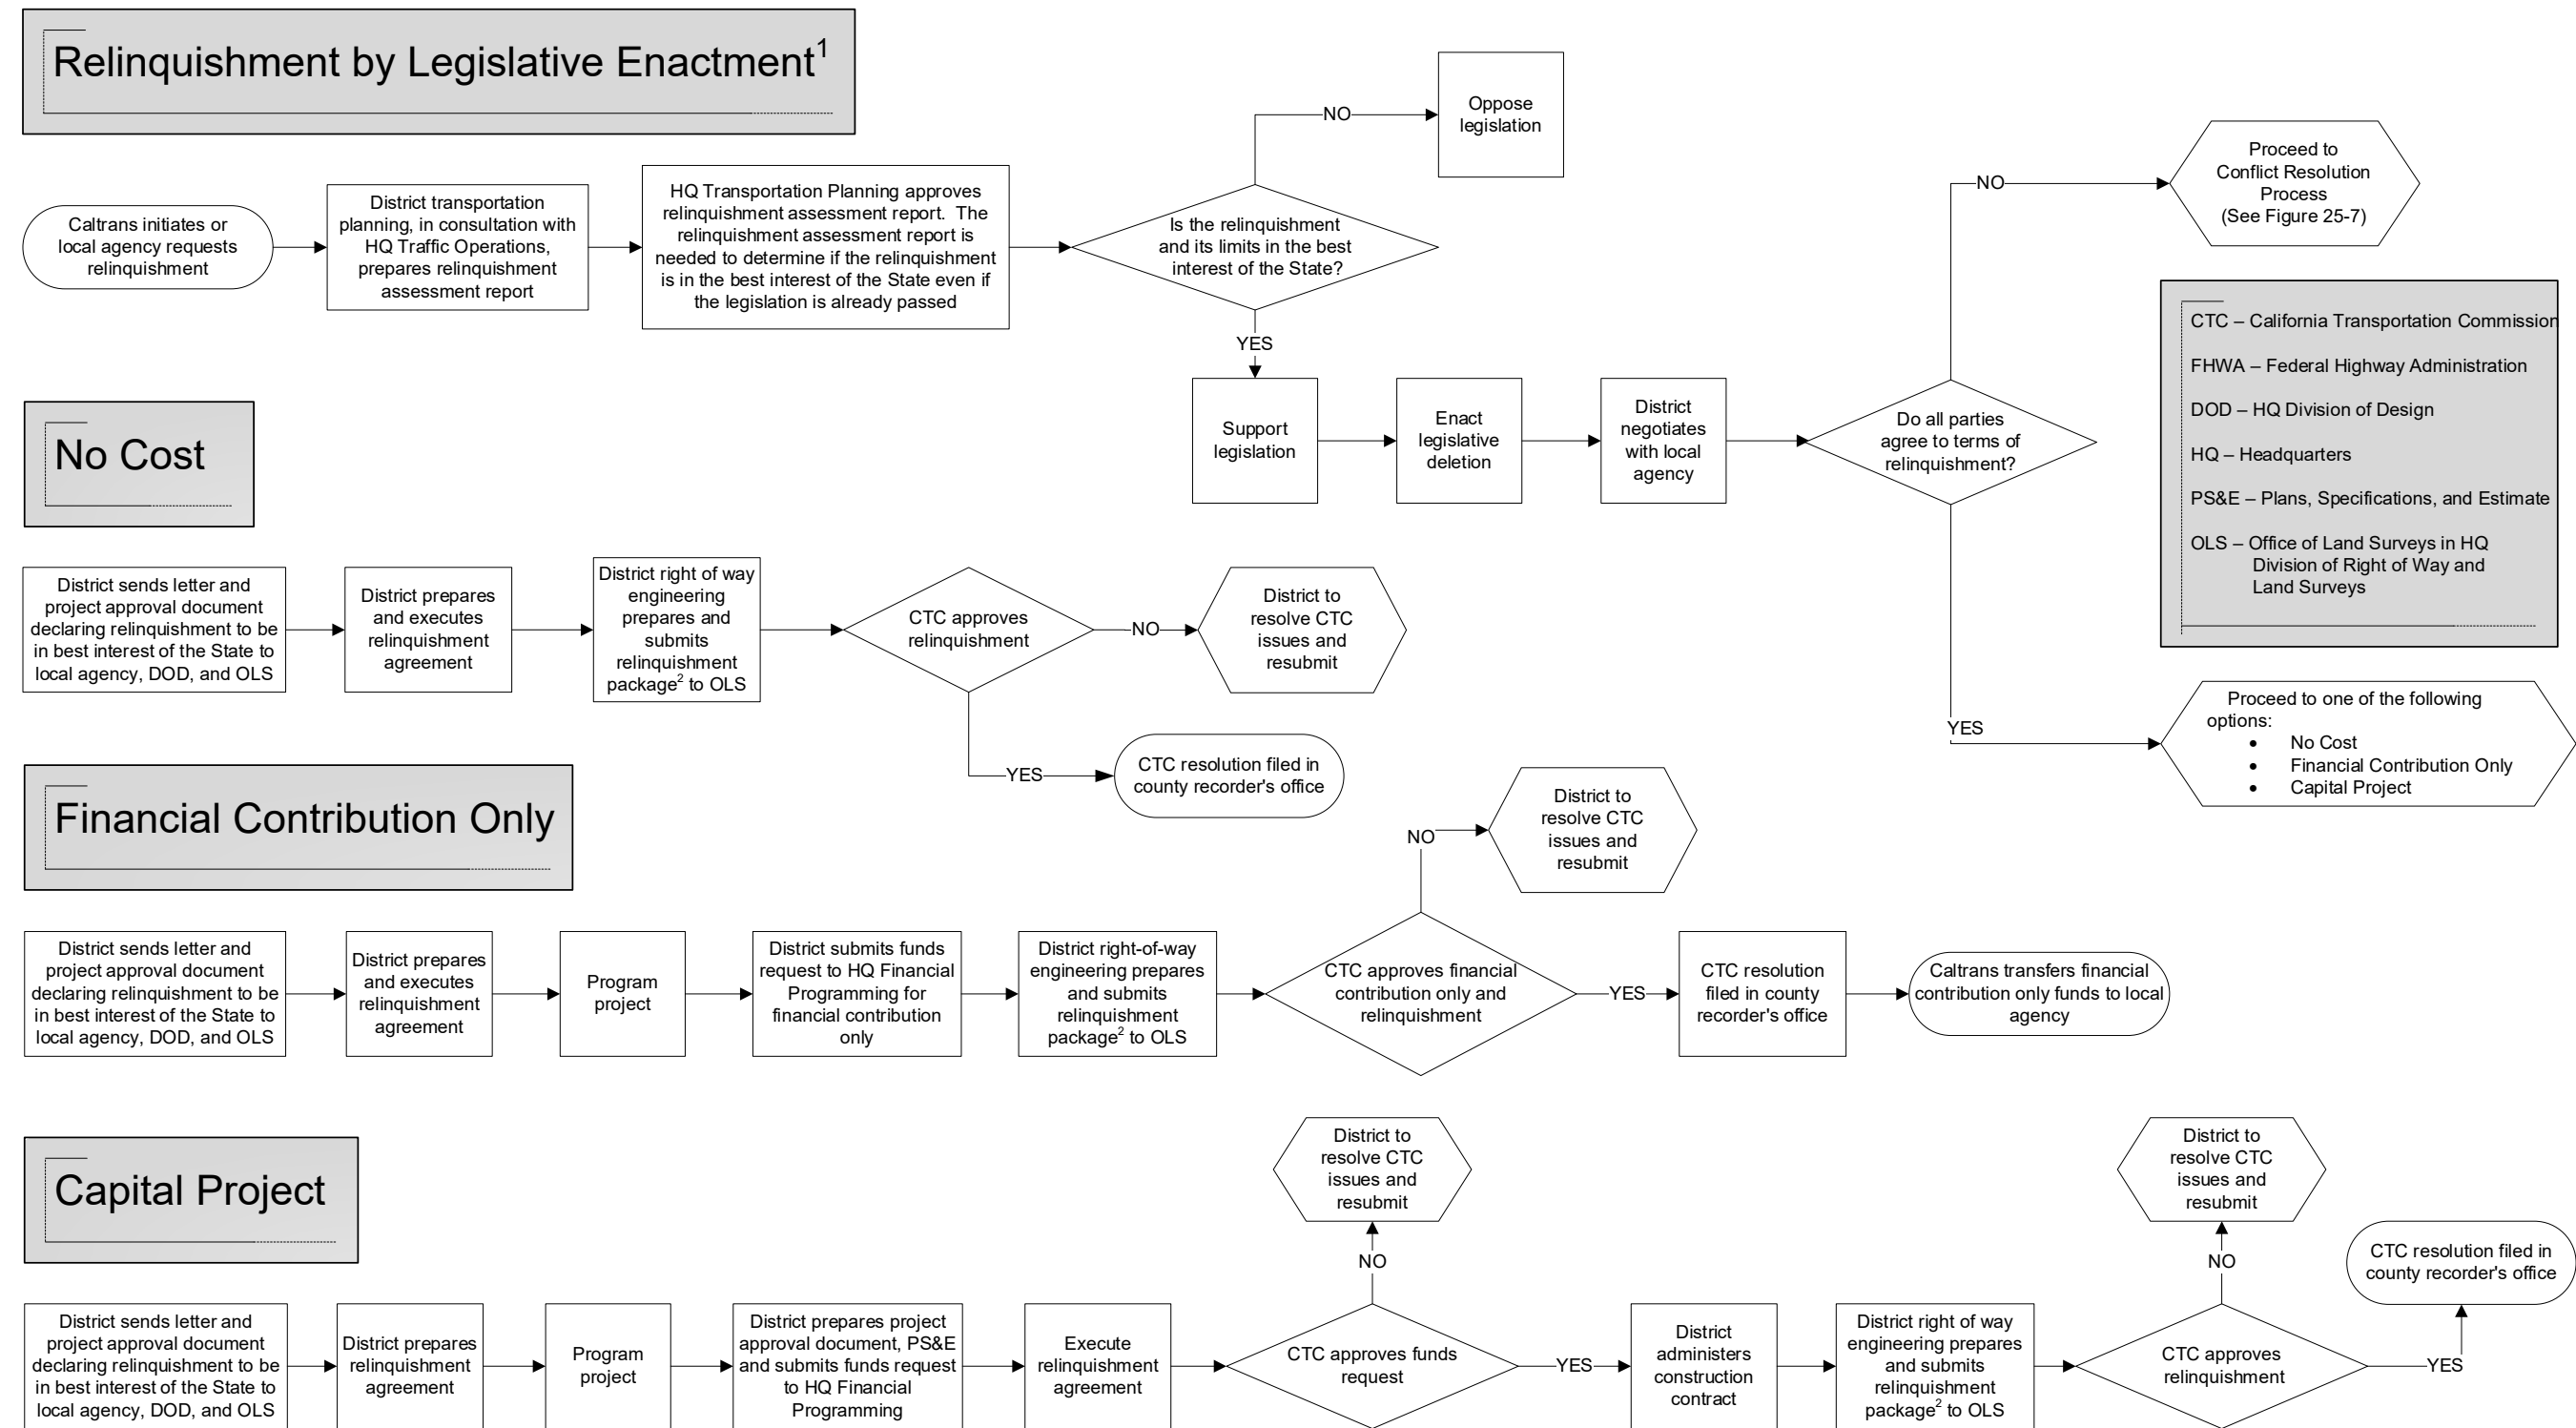 Relinquishment by Legislative Enactment1
Caltrans initiates or
local agency requests
relinquishment
District transportation
planning, in consultation with
HQ Traffic Operations,
prepares relinquishment
assessment report
HQ Transportation Planning approves
relinquishment assessment report. The
relinquishment assessment report is
needed to determine if the relinquishment
is in the best interest of the State even if
the legislation is already passed
Is the relinquishment
and its limits in the best
interest of the State?
NO
Oppose
legislation
YES
Support
legislation
Enact
legislative
deletion
District
negotiates
with local
agency
Do all parties
agree to terms of
relinquishment?
NO
Proceed to
Conflict Resolution
Process
(See Figure 25-7)
YES
Proceed to one of the following
options:
• No Cost
• Financial Contribution Only
• Capital Project
CTC – California Transportation Commission
FHWA – Federal Highway Administration
DOD – HQ Division of Design
HQ – Headquarters
PS&E – Plans, Specifications, and Estimate
OLS – Office of Land Surveys in HQ
Division of Right of Way and
Land Surveys
No Cost
District sends letter and
project approval document
declaring relinquishment to be
in best interest of the State to
local agency, DOD, and OLS
District prepares
and executes
relinquishment
agreement
District right of way
engineering
prepares and
submits
relinquishment
package2 to OLS
CTC approves
relinquishment
NO
District to
resolve CTC
issues and
resubmit
YES
CTC resolution filed in
county recorder's office
Financial Contribution Only
District sends letter and
project approval document
declaring relinquishment to be
in best interest of the State to
local agency, DOD, and OLS
District prepares
and executes
relinquishment
agreement
Program
project
District submits funds
request to HQ Financial
Programming for
financial contribution
only
District right-of-way
engineering prepares
and submits
relinquishment
package2 to OLS
CTC approves financial
contribution only and
relinquishment
NO
District to
resolve CTC
issues and
resubmit
YES
CTC resolution
filed in county
recorder's office
Caltrans transfers financial
contribution only funds to local
agency
Capital Project
District sends letter and
project approval document
declaring relinquishment to be
in best interest of the State to
local agency, DOD, and OLS
District prepares
relinquishment
agreement
Program
project
District prepares project
approval document, PS&E
and submits funds request
to HQ Financial
Programming
Execute
relinquishment
agreement
CTC approves funds
request
NO
District to
resolve CTC
issues and
resubmit
YES
District
administers
construction
contract
District right of way
engineering prepares
and submits
relinquishment
package2 to OLS
CTC approves
relinquishment
NO
District to
resolve CTC
issues and
resubmit
YES
CTC resolution filed in
county recorder's office